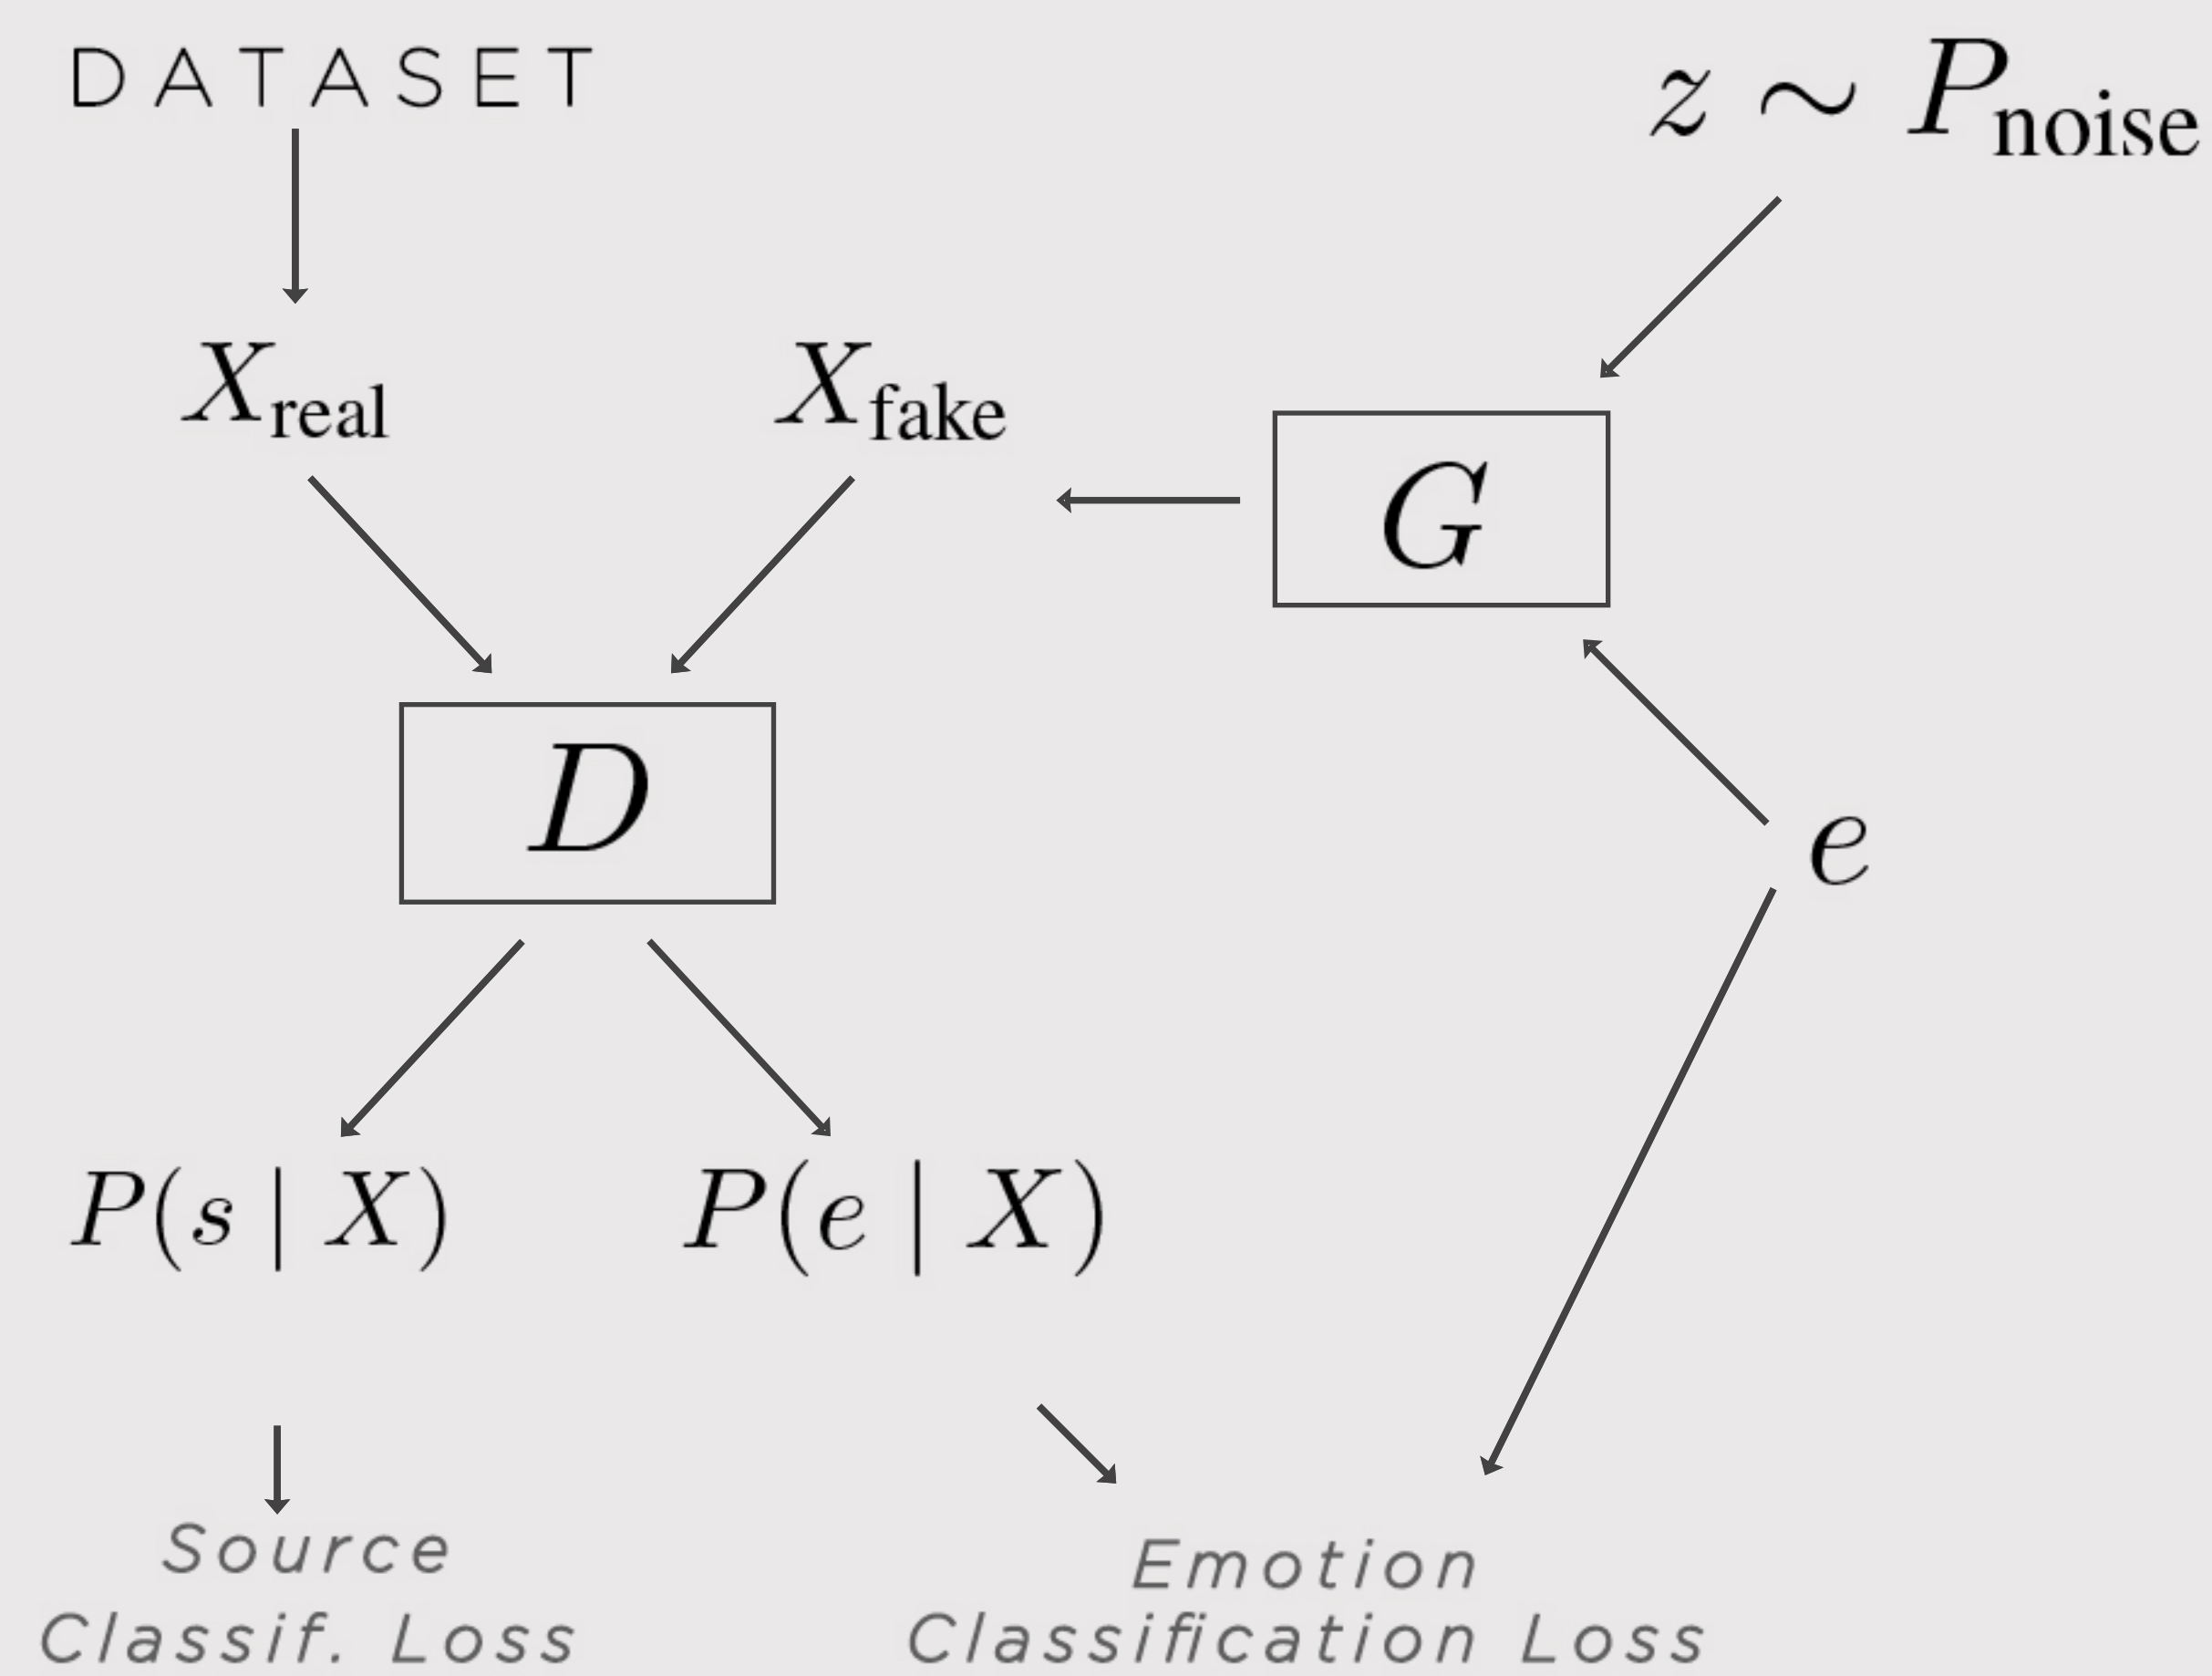 DATASET
z ∼ P_noise
X_real
X_fake
G
D
e
P(s | X)
P(e | X)
Source
Classif. Loss
Emotion
Classification Loss